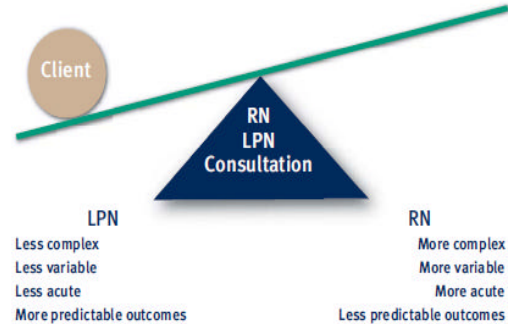 Client
RN
LPN
Consultation
LPN
Less complex
Less variable
Less acute
More predictable outcomes
RN
More complex
More variable
More acute
Less predictable outcomes